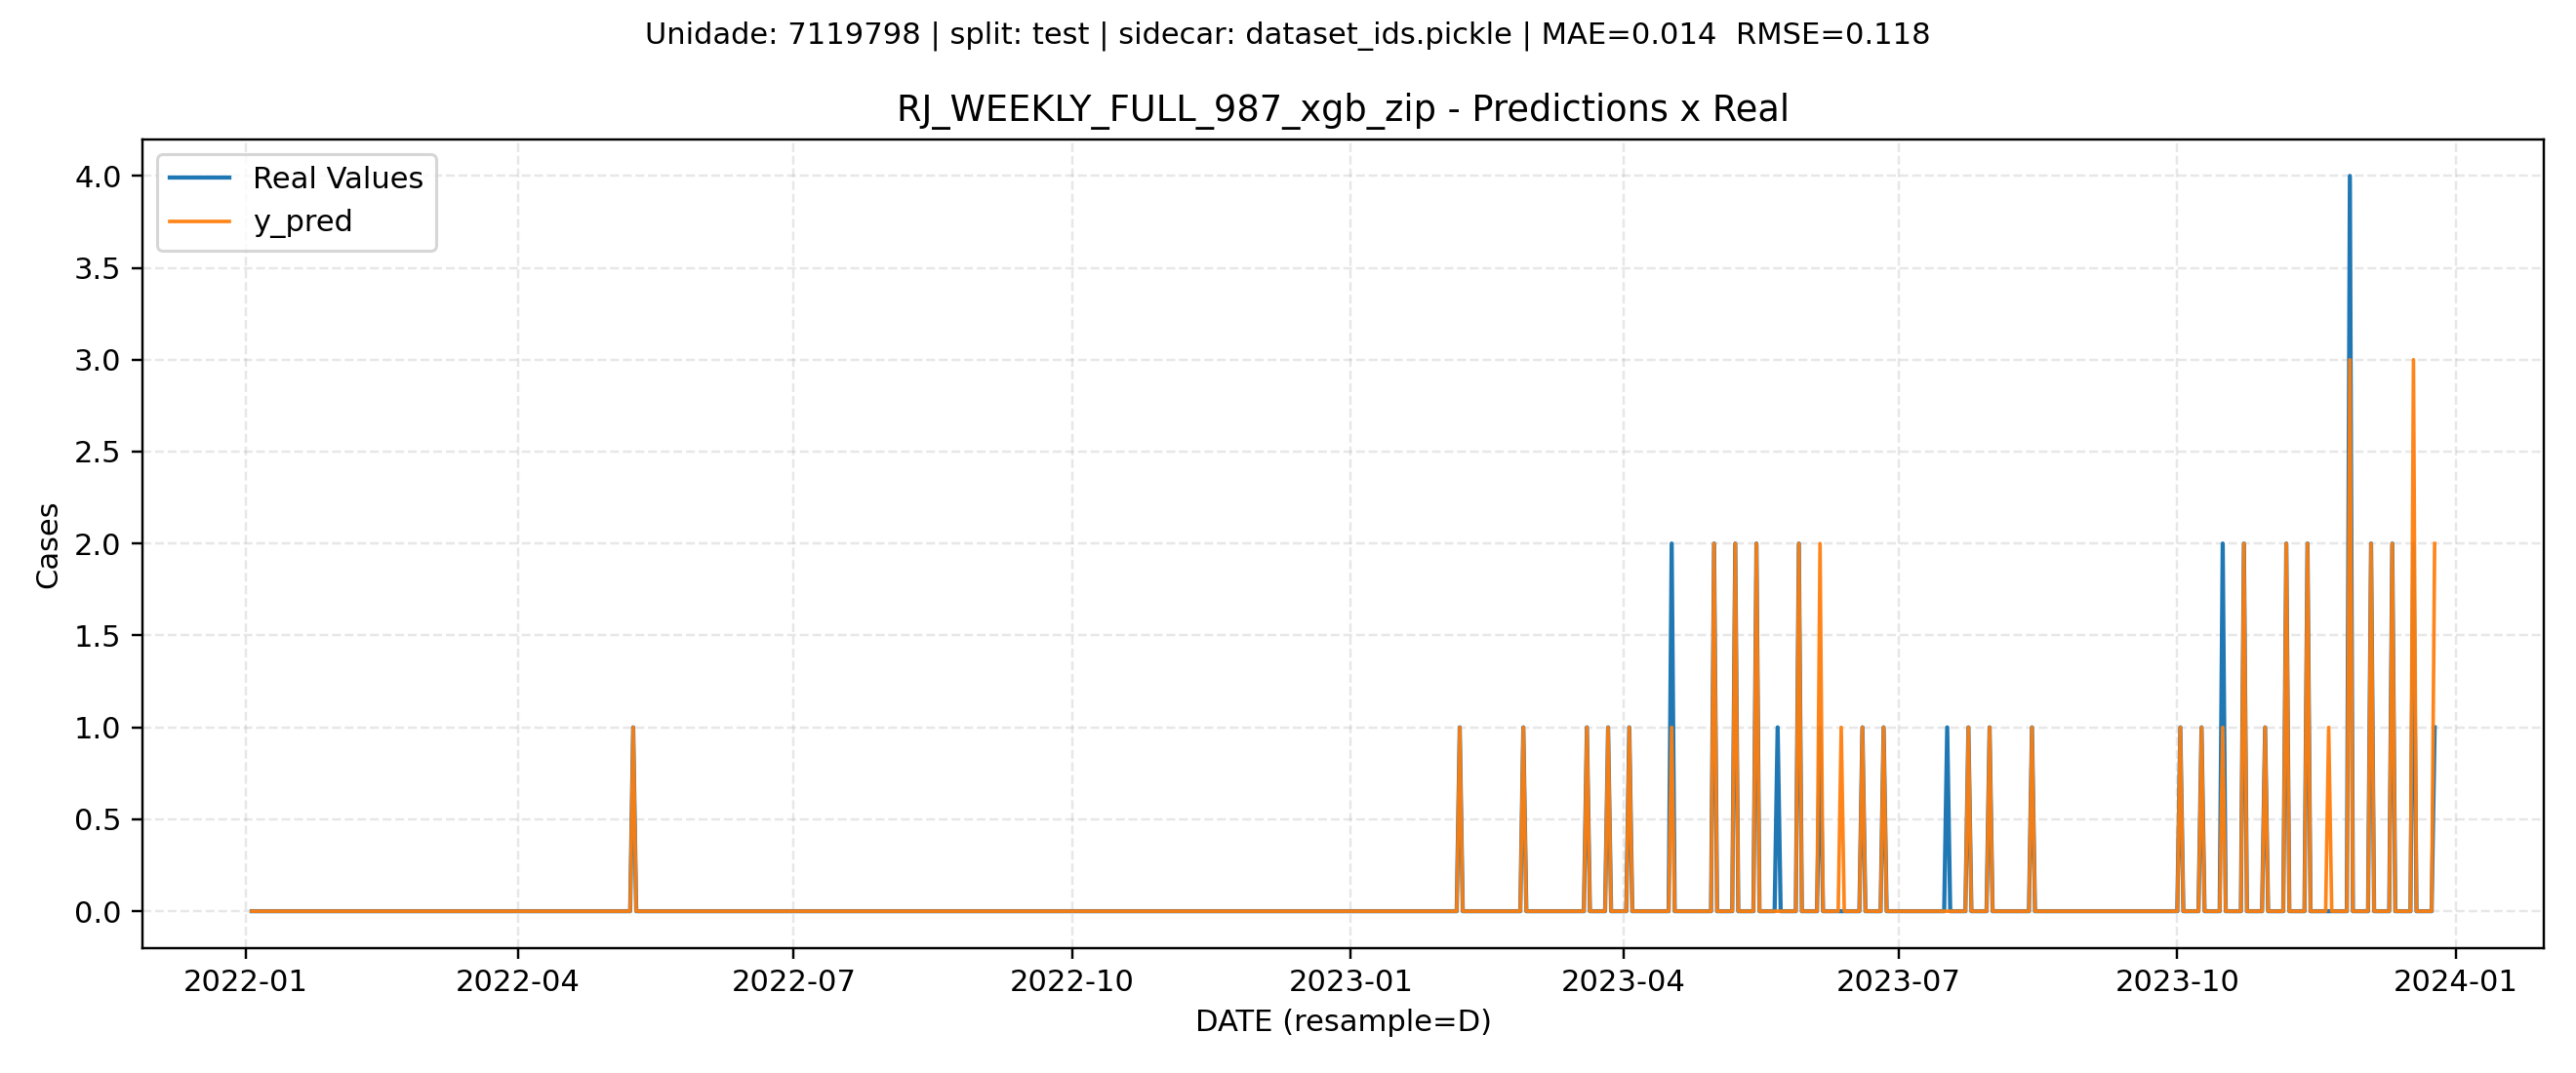 Unidade: 7119798 | split: test | sidecar: dataset_ids.pickle | MAE=0.014  RMSE=0.118
RJ_WEEKLY_FULL_987_xgb_zip - Predictions x Real
Real Values
y_pred
4.0
3.5
3.0
2.5
2.0
1.5
1.0
0.5
0.0
Cases
2022-01 2022-04 2022-07 2022-10 2023-01 2023-04 2023-07 2023-10 2024-01
DATE (resample=D)